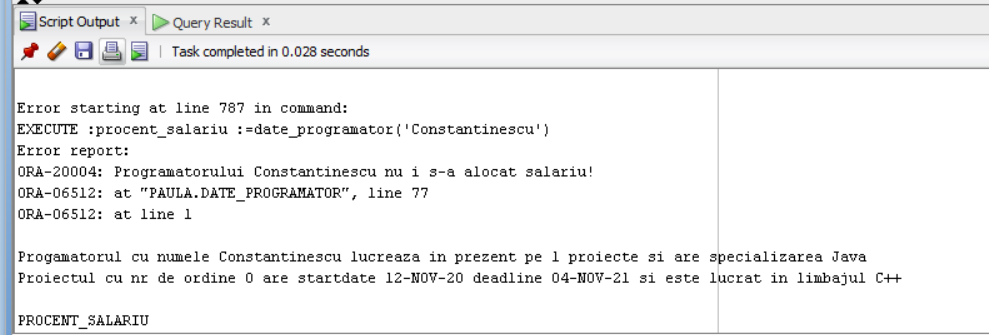 Script Output x Query Result x
Task completed in 0.028 seconds
Error starting at line 787 in command:
EXECUTE :procent_salariu :=date_programator('Constantinescu')
Error report:
ORA-20004: Programatorului Constantinescu nu i s-a alocat salariu!
ORA-06512: at "PAULA.DATE_PROGRAMATOR", line 77
ORA-06512: at line 1
Progamatorul cu numele Constantinescu lucreaza in prezent pe 1 proiecte si are specializarea Java
Proiectul cu nr de ordine 0 are startdate 12-NOV-20 deadline 04-NOV-21 si este lucrat in limbajul C++
PROCENT_SALARIU